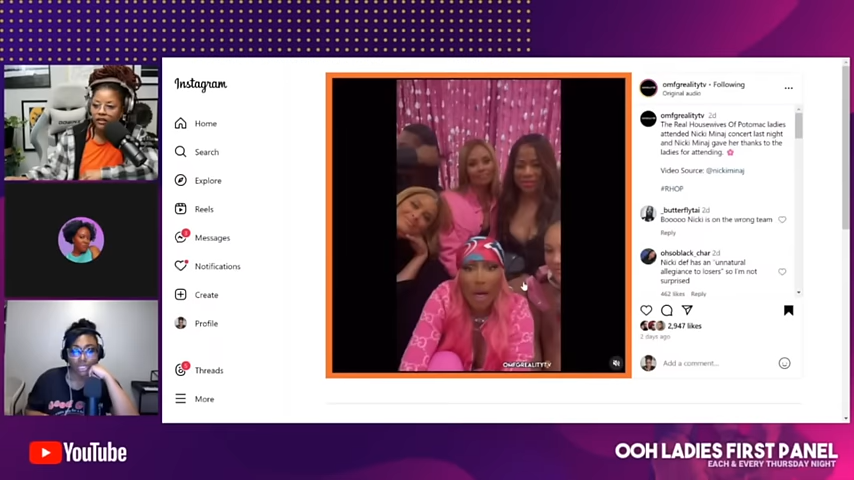 Instagram
Home
Search
Explore
Reels
Messages
Notifications
Create
Profile
Threads
More
OMFGREALITYTV
omfgrealitytv • Following
Original audio
omfgrealitytv 2d
The Real Housewives Of Potomac ladies
attended Nicki Minaj concert last night
and Nicki Minaj gave her thanks to the
ladies for attending.
Video Source: @nickiminaj
#RHOP
_butterflytai 2d
Booooo Nicki is on the wrong team
Reply
ohsoblack_char 2d
Nicki def has an "unnatural
allegiance to losers" so I'm not
surprised
462 likes Reply
2,947 likes
2 days ago
Add a comment...
YouTube
OOH LADIES FIRST PANEL
EACH & EVERY THURSDAY NIGHT